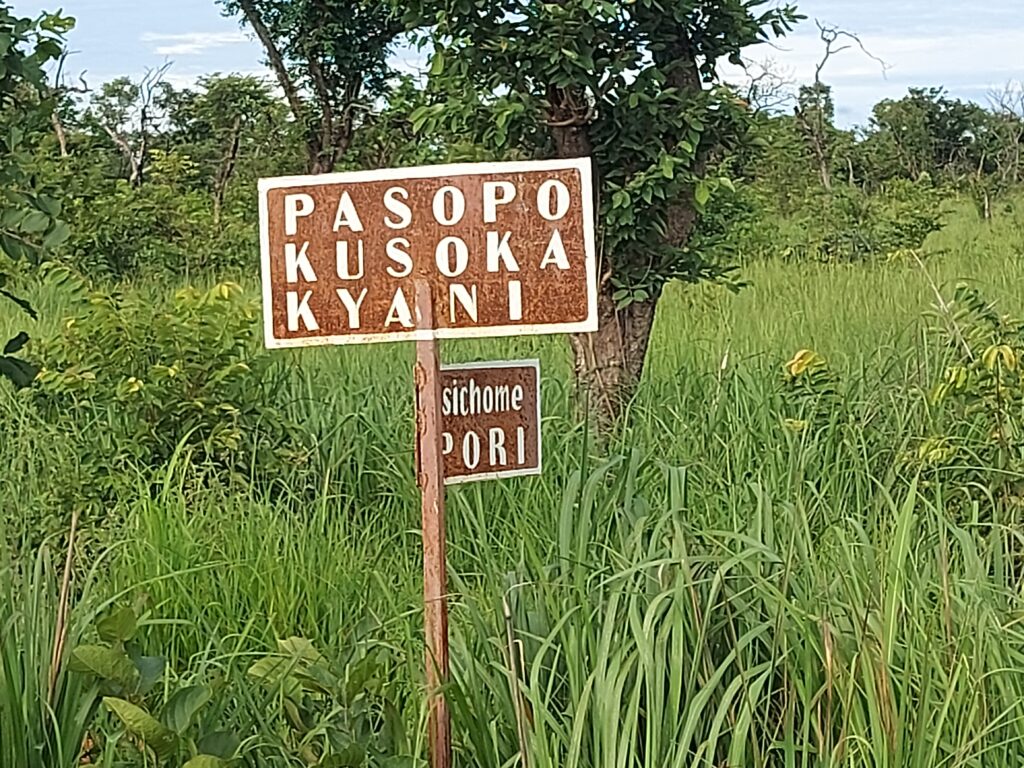 PASOPO
KUSOKA
KYANI
sichome
PORI